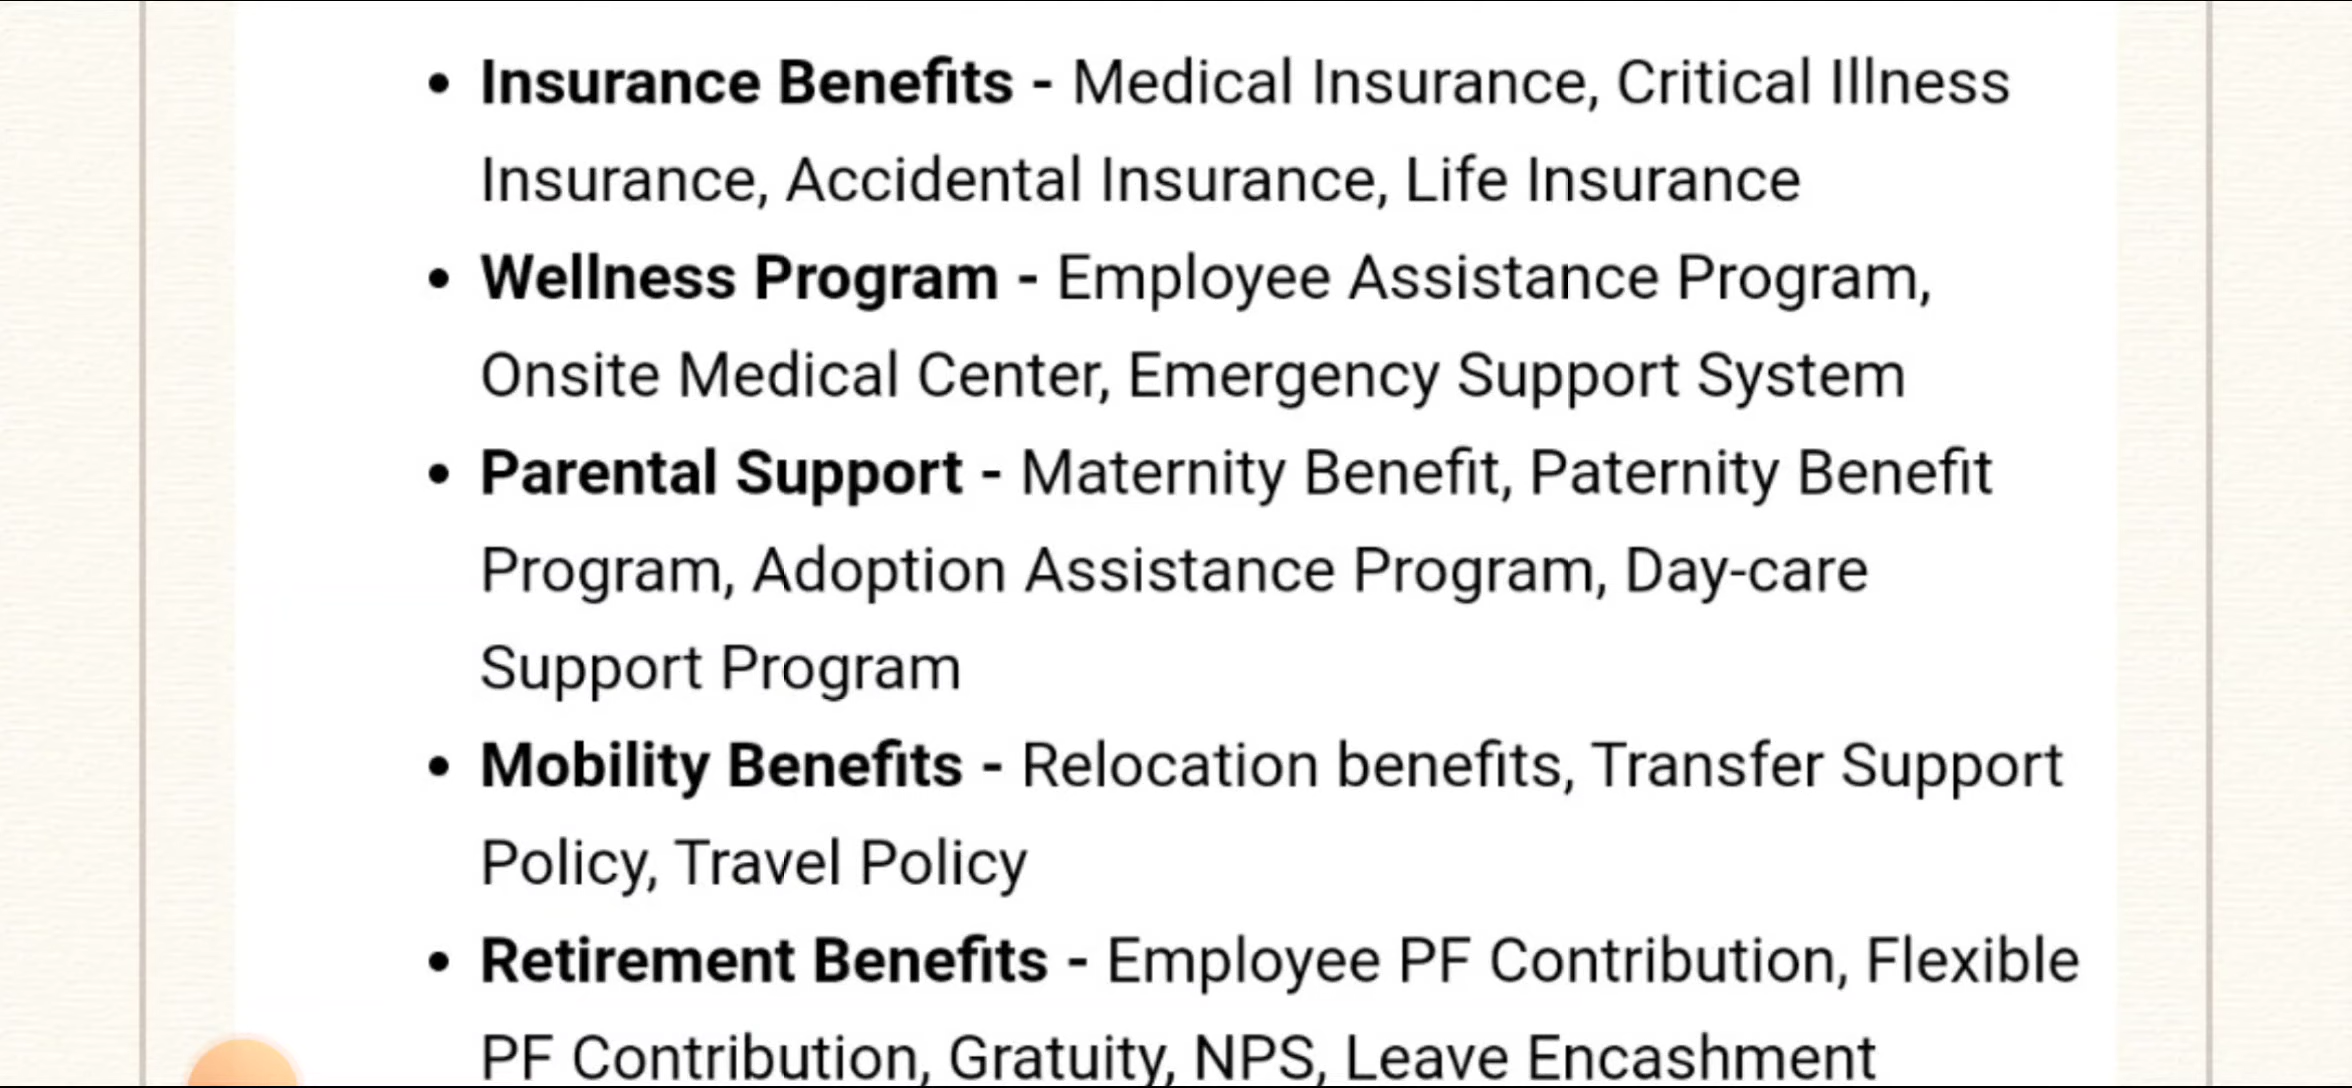 • Insurance Benefits - Medical Insurance, Critical Illness
Insurance, Accidental Insurance, Life Insurance
• Wellness Program - Employee Assistance Program,
Onsite Medical Center, Emergency Support System
• Parental Support - Maternity Benefit, Paternity Benefit
Program, Adoption Assistance Program, Day-care
Support Program
• Mobility Benefits - Relocation benefits, Transfer Support
Policy, Travel Policy
• Retirement Benefits - Employee PF Contribution, Flexible
PF Contribution, Gratuity, NPS, Leave Encashment